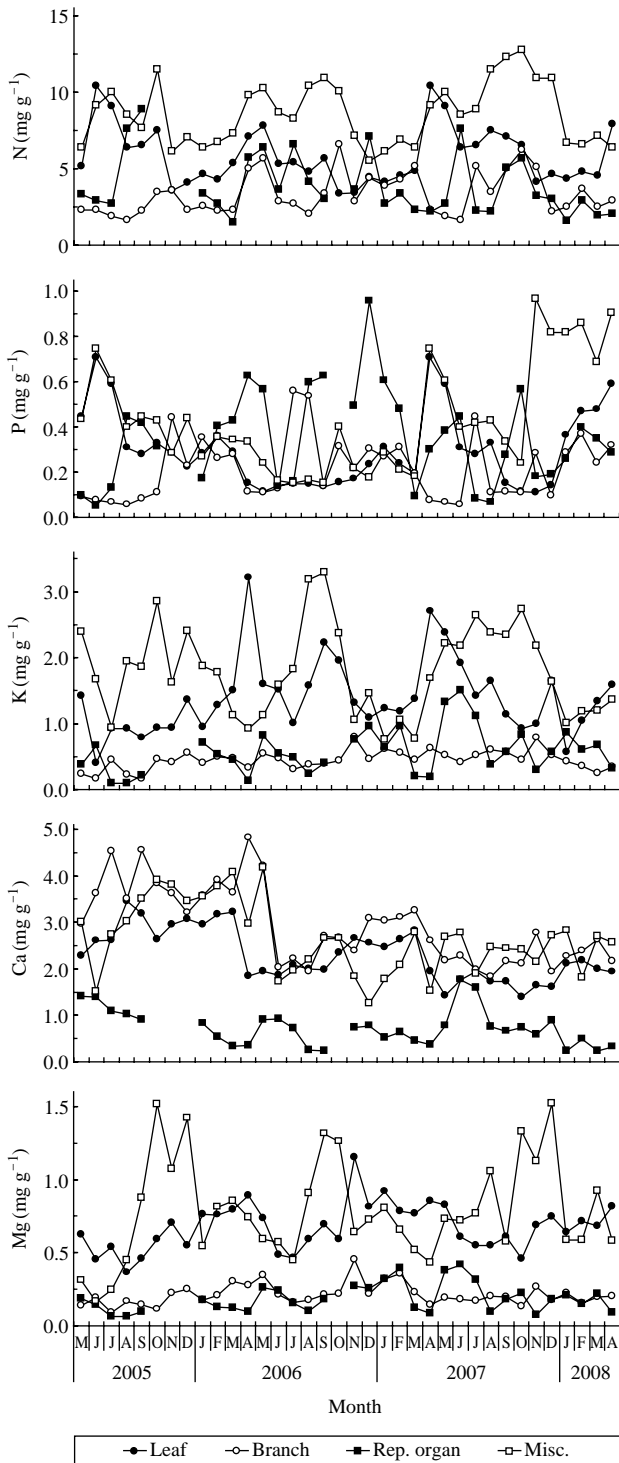 N (mg g⁻¹)
15
10
5
0
P (mg g⁻¹)
1.0
0.8
0.6
0.4
0.2
0.0
K (mg g⁻¹)
3.0
2.0
1.0
0.0
Ca (mg g⁻¹)
5.0
4.0
3.0
2.0
1.0
0.0
Mg (mg g⁻¹)
1.5
1.0
0.5
0.0
M J J A S O N D J F M A M J J A S O N D J F M A M J J A S O N D J F M A
2005 2006 2007 2008
Month
Leaf Branch Rep. organ Misc.